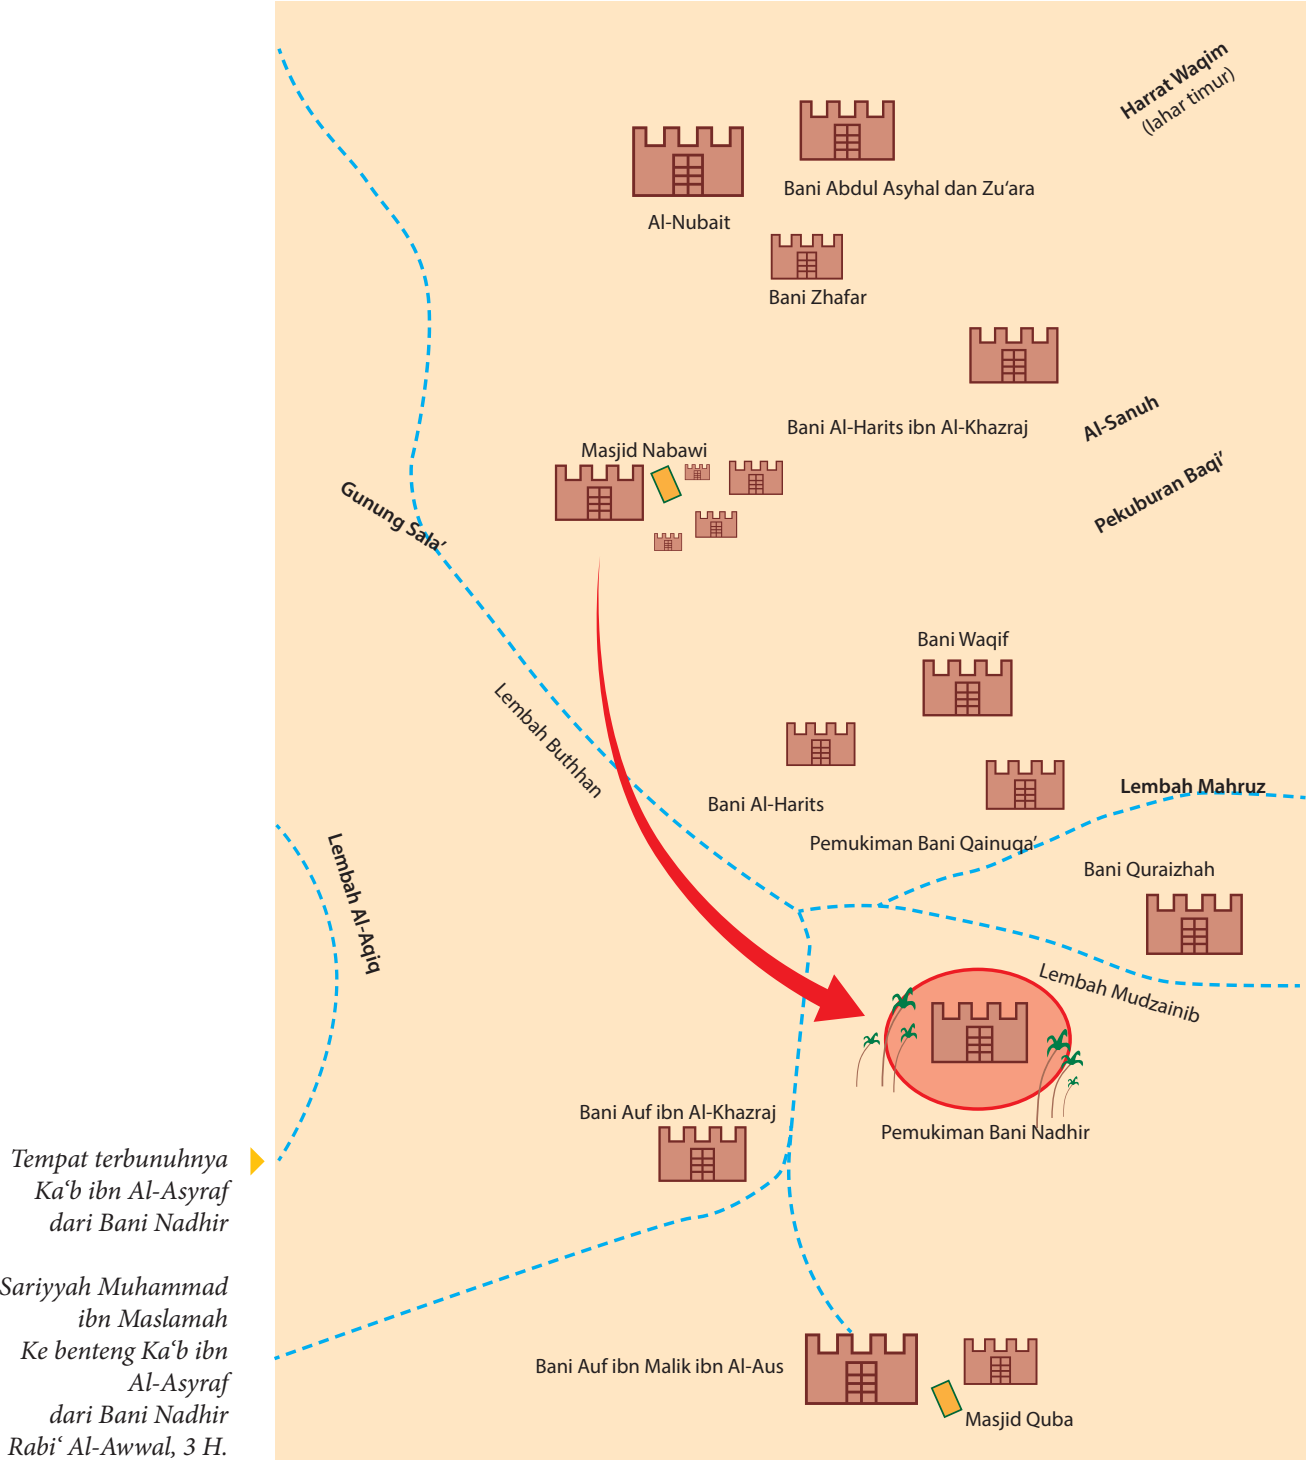 Harrat Waqim
(lahar timur)
Bani Abdul Asyhal dan Zu‘ara
Al-Nubait
Bani Zhafar
Bani Al-Harits ibn Al-Khazraj
Al-Sanuh
Masjid Nabawi
Pekuburan Baqi’
Gunung Sala’
Bani Waqif
Lembah Buthhan
Lembah Mahruz
Bani Al-Harits
Pemukiman Bani Qainuqa’
Bani Quraizhah
Lembah Al-Aqiq
Lembah Mudzainib
Bani Auf ibn Al-Khazraj
Pemukiman Bani Nadhir
Tempat terbunuhnya
Ka‘b ibn Al-Asyraf
dari Bani Nadhir
Sariyyah Muhammad
ibn Maslamah
Ke benteng Ka‘b ibn
Al-Asyraf
dari Bani Nadhir
Rabi‘ Al-Awwal, 3 H.
Bani Auf ibn Malik ibn Al-Aus
Masjid Quba